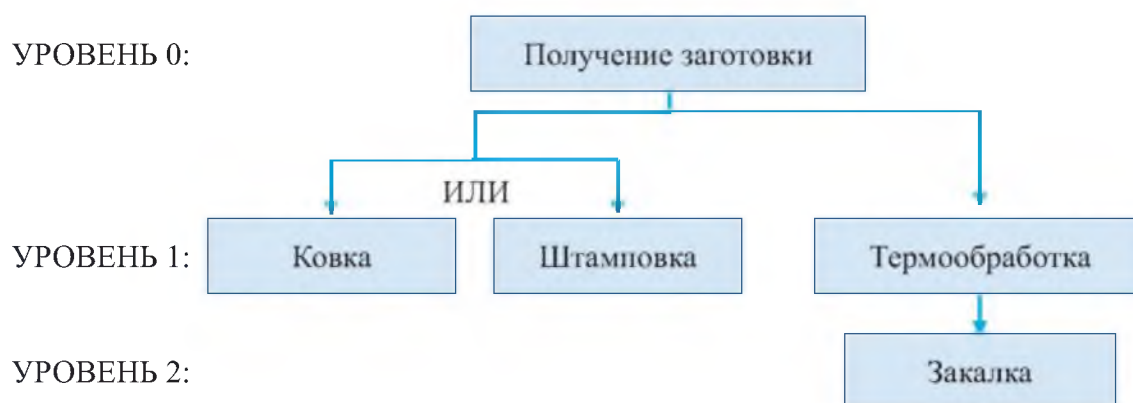 УРОВЕНЬ 0:
Получение заготовки
ИЛИ
УРОВЕНЬ 1:
Ковка
Штамповка
Термообработка
УРОВЕНЬ 2:
Закалка